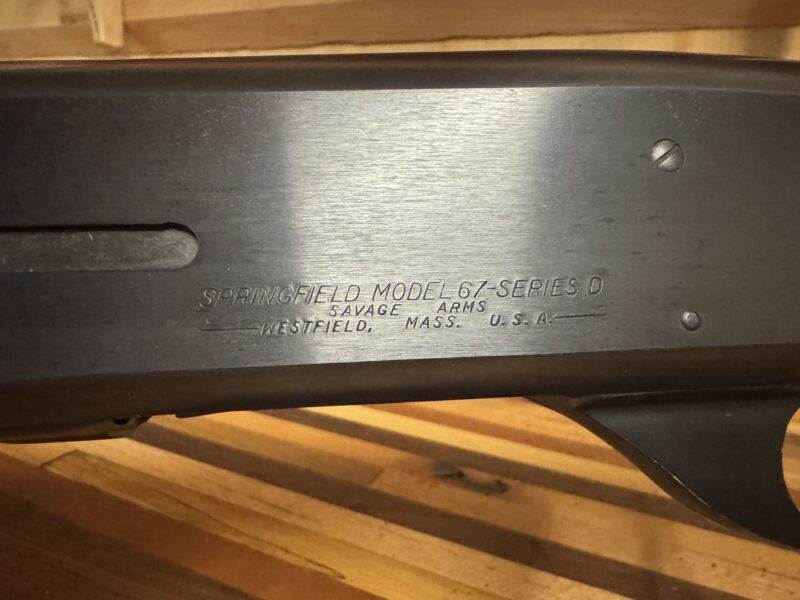 SPRINGFIELD MODEL 67-SERIES D
SAVAGE ARMS
WESTFIELD, MASS. U.S.A.